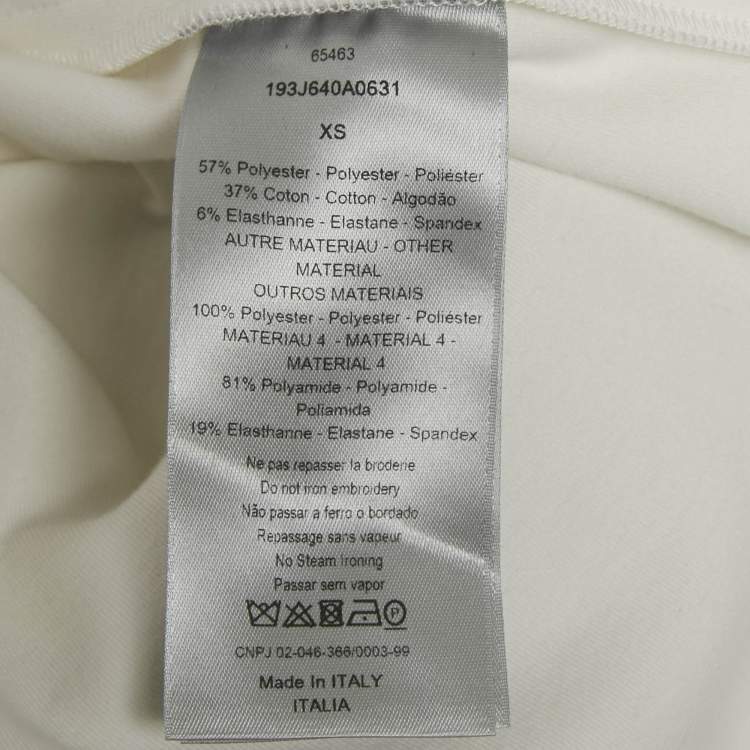 65463
193J640A0631
XS
57% Polyester - Polyester - Poliéster
37% Coton - Cotton - Algodão
6% Elasthanne - Elastane - Spandex
AUTRE MATERIAU - OTHER
MATERIAL
OUTROS MATERIAIS
100% Polyester - Polyester - Poliéster
MATERIAU 4 - MATERIAL 4 -
MATERIAL 4
81% Polyamide - Polyamide -
Poliamida
19% Elasthanne - Elastane - Spandex
Ne pas repasser la broderie
Do not iron embroidery
Não passar a ferro o bordado
Repassage sans vapeur
No Steam Ironing
Passar sem vapor
P
CNPJ 02-046-366/0003-99
Made In ITALY
ITALIA